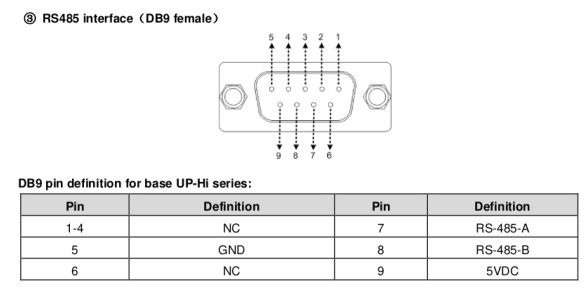 ③ RS485 interface（DB9 female）
5 4 3 2 1
9 8 7 6
DB9 pin definition for base UP-Hi series:
Pin Definition Pin Definition
1-4 NC 7 RS-485-A
5 GND 8 RS-485-B
6 NC 9 5VDC